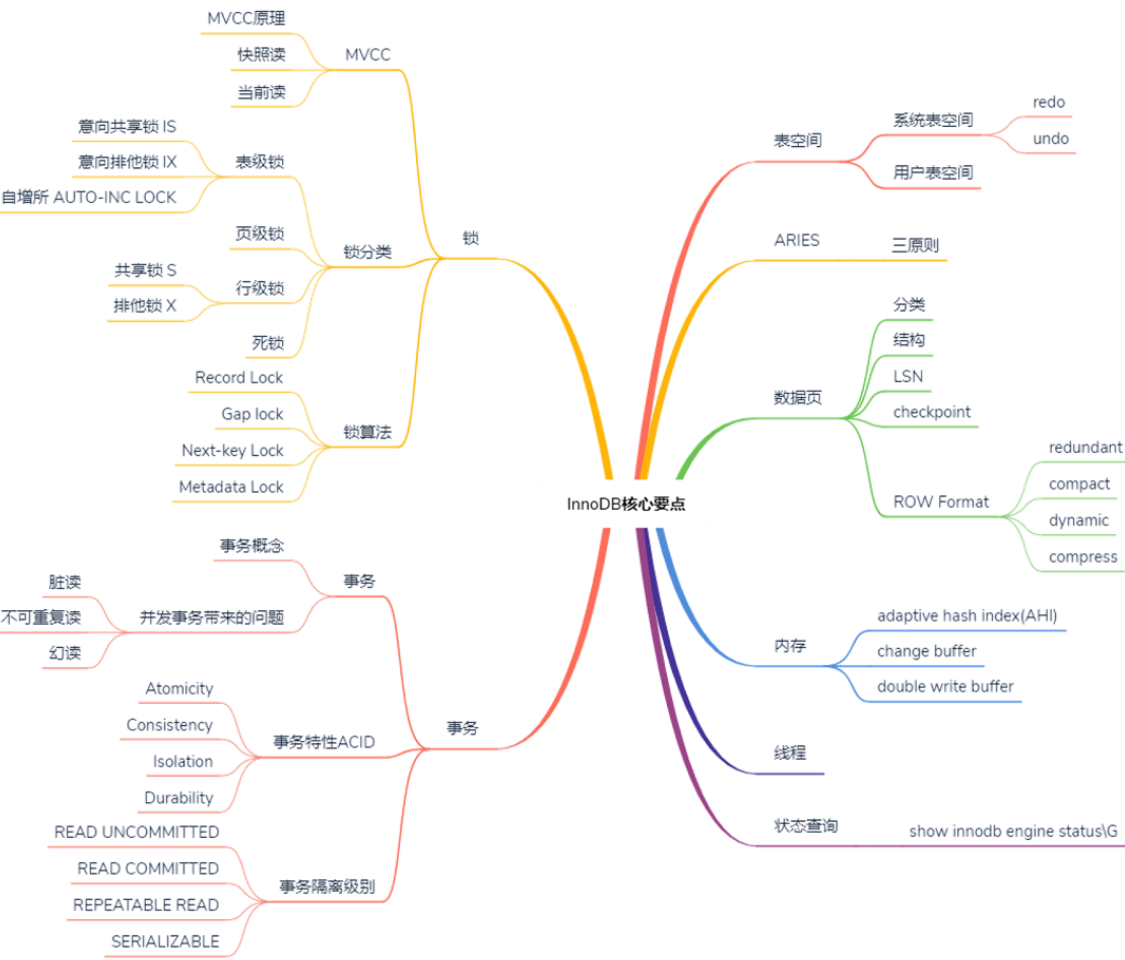 InnoDB核心要点
表空间
系统表空间
redo
undo
用户表空间
ARIES
三原则
数据页
分类
结构
LSN
checkpoint
ROW Format
redundant
compact
dynamic
compress
内存
adaptive hash index(AHI)
change buffer
double write buffer
线程
状态查询
show innodb engine status\G
锁
MVCC
MVCC原理
快照读
当前读
锁分类
表级锁
意向共享锁 IS
意向排他锁 IX
自增所 AUTO-INC LOCK
页级锁
行级锁
共享锁 S
排他锁 X
死锁
锁算法
Record Lock
Gap lock
Next-key Lock
Metadata Lock
事务
事务
事务概念
并发事务带来的问题
脏读
不可重复读
幻读
事务特性ACID
Atomicity
Consistency
Isolation
Durability
事务隔离级别
READ UNCOMMITTED
READ COMMITTED
REPEATABLE READ
SERIALIZABLE